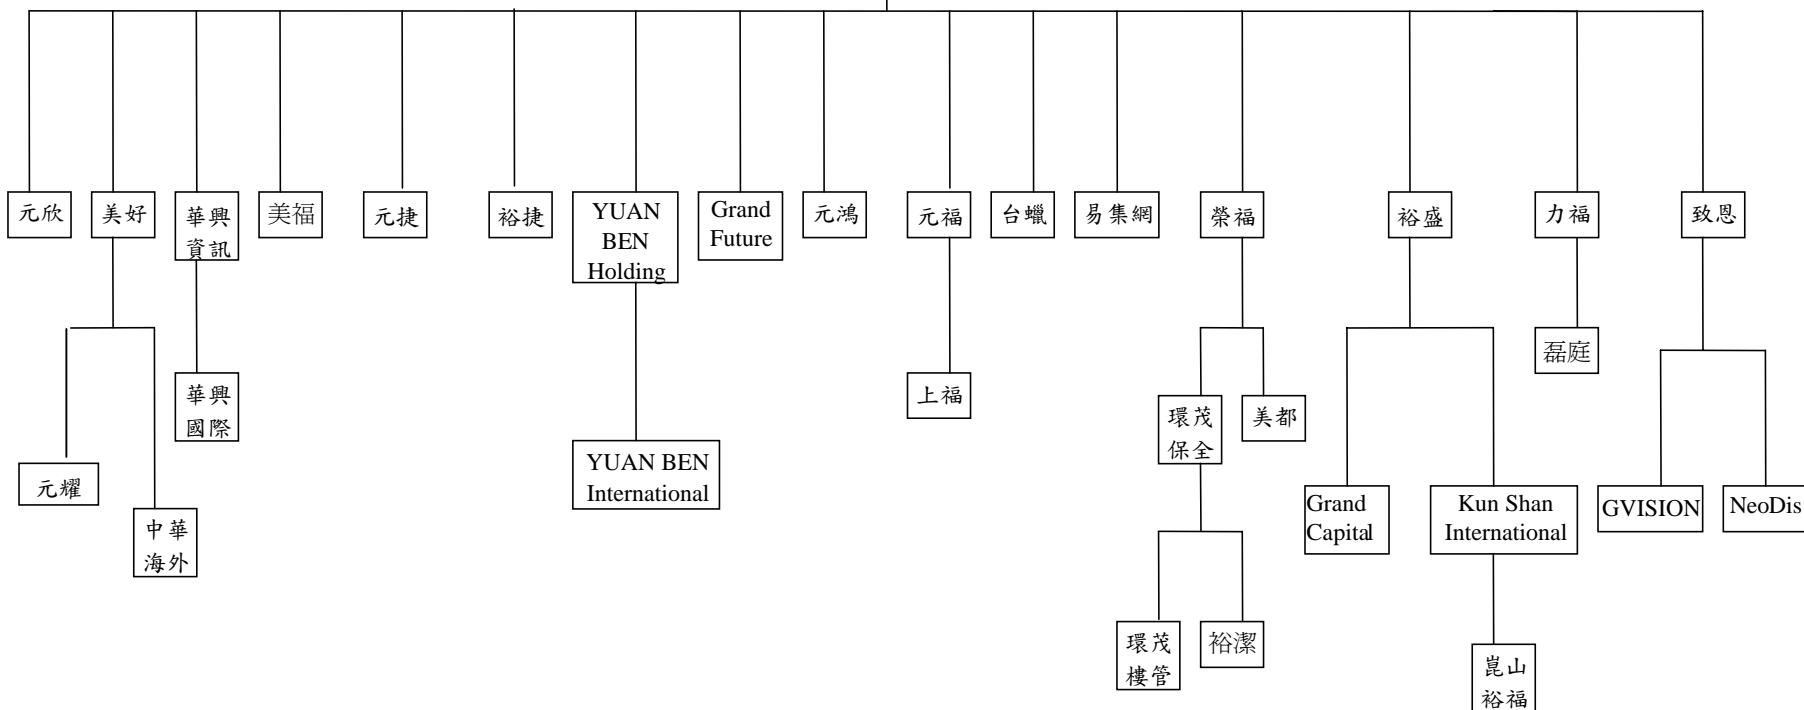 元欣
美好
華興
資訊
美福
元捷
裕捷
YUAN
BEN
Holding
Grand
Future
元鴻
元福
台蠟
易集網
榮福
裕盛
力福
致恩
磊庭
華興
國際
上福
環茂
保全
美都
YUAN BEN
International
元耀
中華
海外
Grand
Capital
Kun Shan
International
GVISION
NeoDis
環茂
樓管
裕潔
崑山
裕福